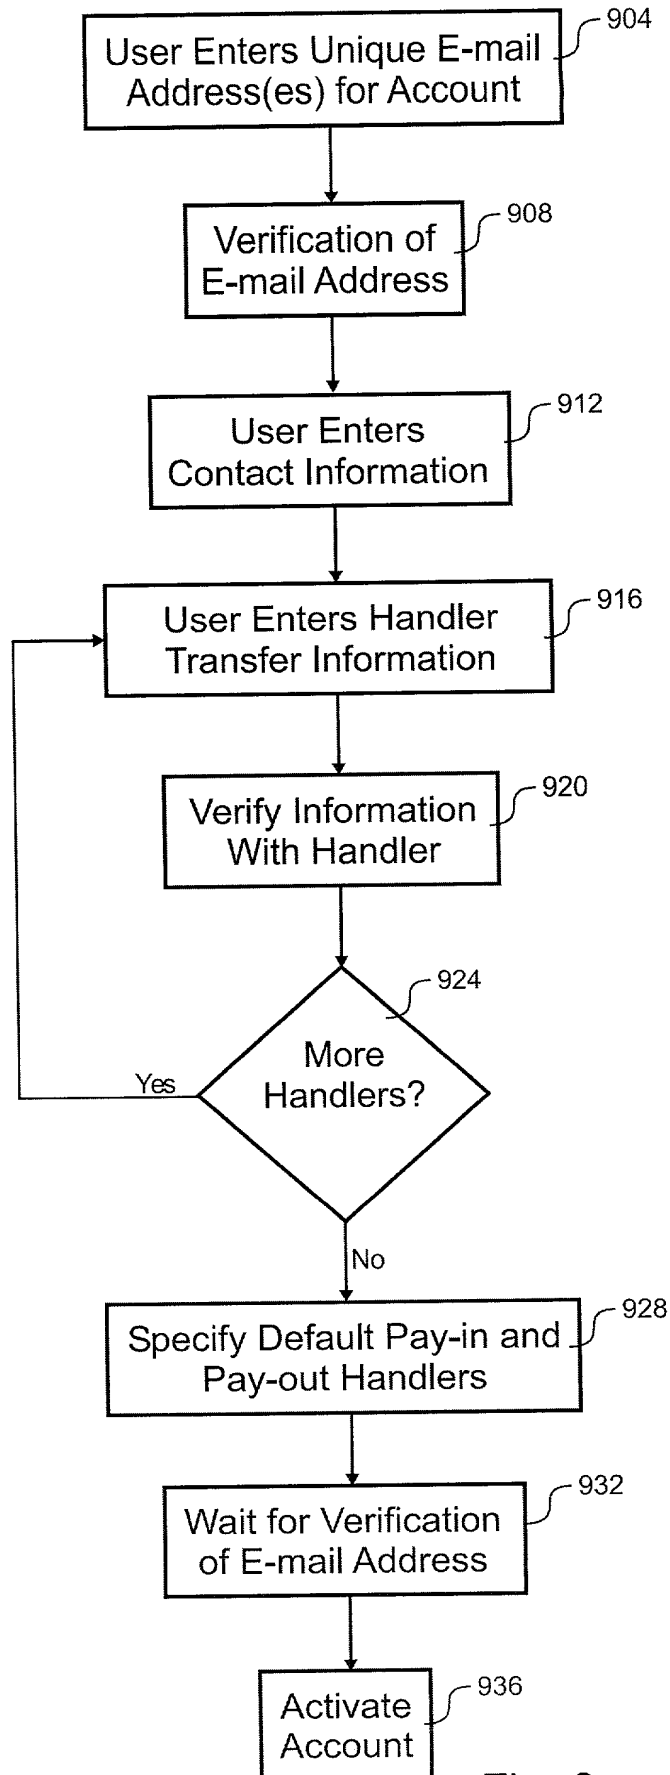 904
User Enters Unique E-mail
Address(es) for Account
908
Verification of
E-mail Address
912
User Enters
Contact Information
916
User Enters Handler
Transfer Information
920
Verify Information
With Handler
924
More
Handlers?
Yes
No
928
Specify Default Pay-in and
Pay-out Handlers
932
Wait for Verification
of E-mail Address
936
Activate
Account